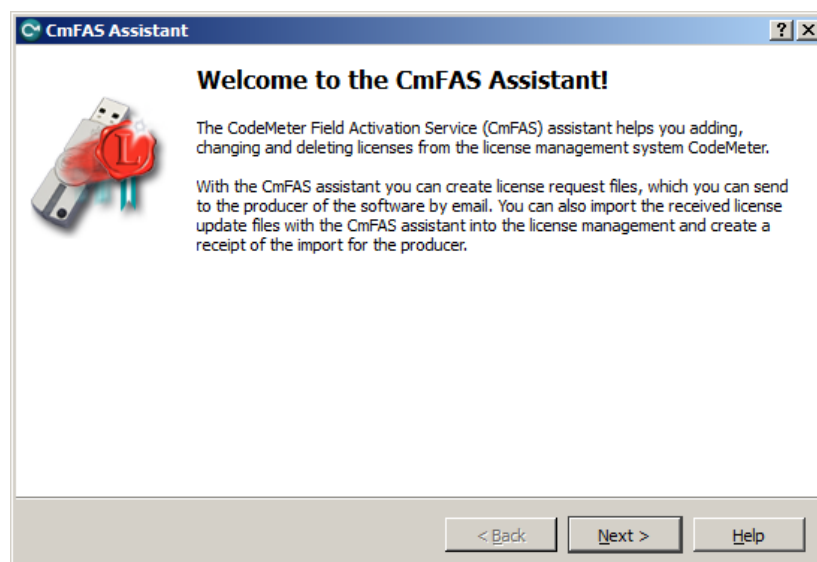 CmFAS Assistant
Welcome to the CmFAS Assistant!
The CodeMeter Field Activation Service (CmFAS) assistant helps you adding,
changing and deleting licenses from the license management system CodeMeter.
With the CmFAS assistant you can create license request files, which you can send
to the producer of the software by email. You can also import the received license
update files with the CmFAS assistant into the license management and create a
receipt of the import for the producer.
L
< Back Next > Help